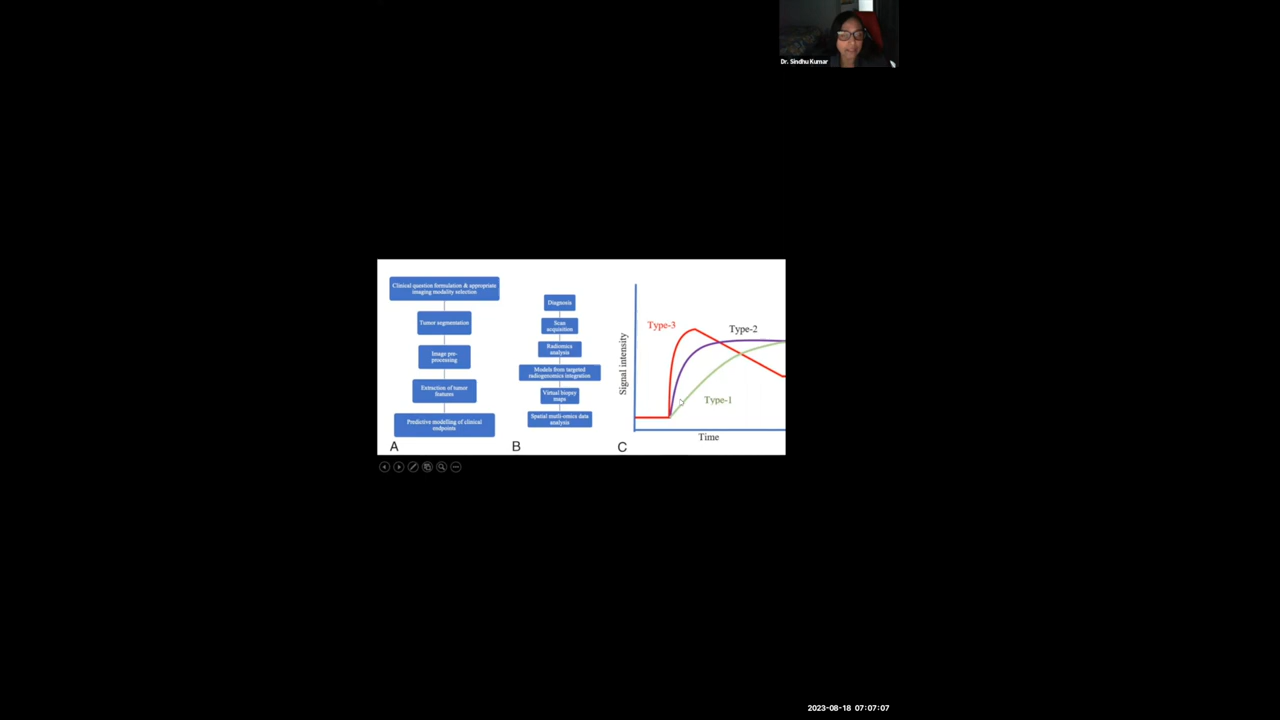 Dr. Sindhu Kumar
Clinical question formulation & appropriate
imaging modality selection
Tumor segmentation
Image pre-
processing
Extraction of tumor
features
Predictive modelling of clinical
endpoints
A
Diagnosis
Scan
acquisition
Radiomics
analysis
Models from targeted
radiogenomics integration
Virtual biopsy
maps
Spatial mutli-omics data
analysis
B
Type-3
Type-2
Type-1
Signal intensity
Time
C
2023-08-18 07:07:07